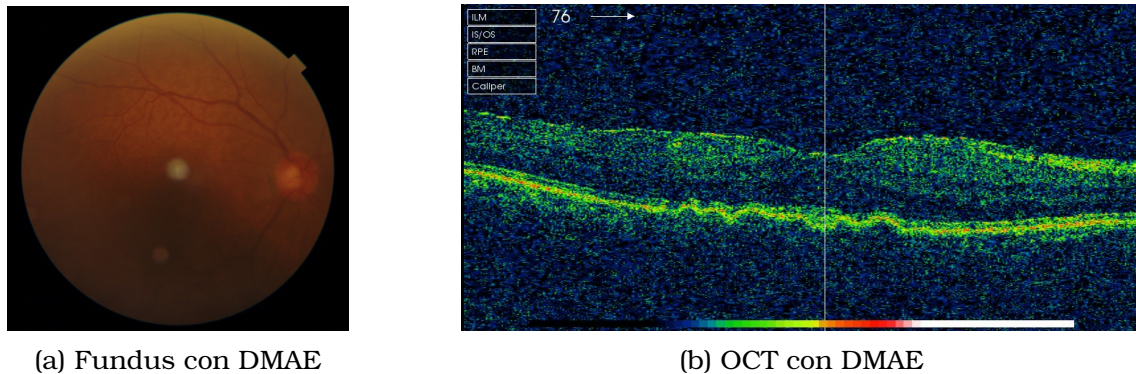 ILM
IS/OS
RPE
BM
Caliper
76
(a) Fundus con DMAE
(b) OCT con DMAE